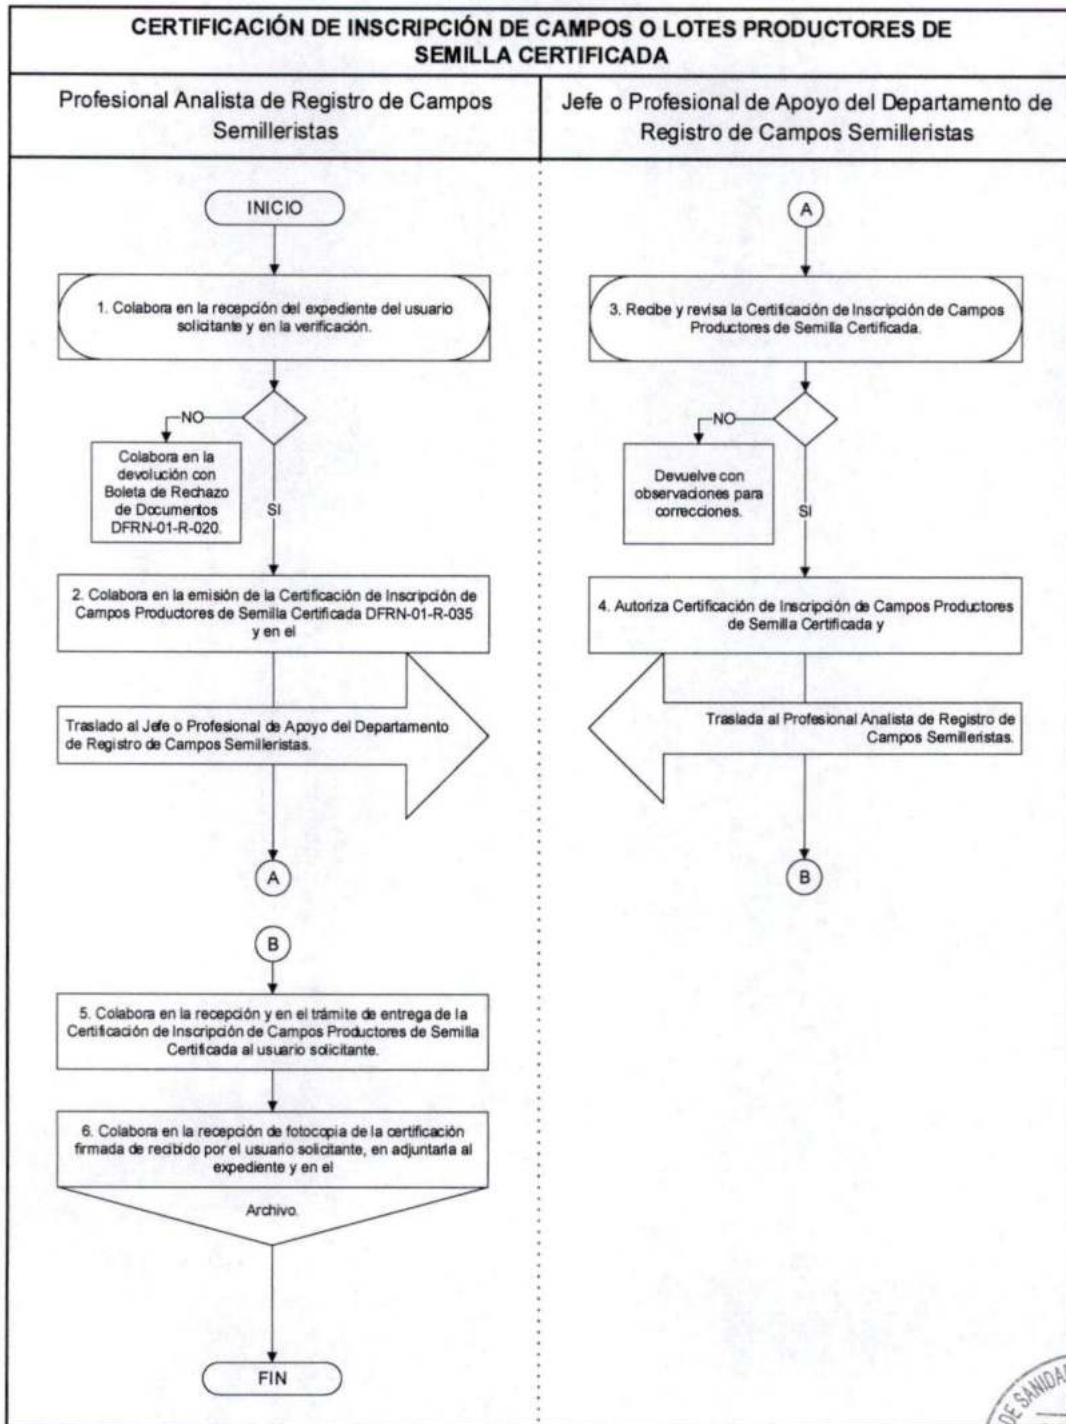 CERTIFICACIÓN DE INSCRIPCIÓN DE CAMPOS O LOTES PRODUCTORES DE
SEMILLA CERTIFICADA
Profesional Analista de Registro de Campos
Semilleristas
Jefe o Profesional de Apoyo del Departamento de
Registro de Campos Semilleristas
INICIO
1. Colabora en la recepción del expediente del usuario
solicitante y en la verificación.
NO
Colabora en la
devolución con
Boleta de Rechazo
de Documentos
DFRN-01-R-020.
SI
2. Colabora en la emisión de la Certificación de Inscripción de
Campos Productores de Semilla Certificada DFRN-01-R-035
y en el
Traslado al Jefe o Profesional de Apoyo del Departamento
de Registro de Campos Semilleristas.
A
A
3. Recibe y revisa la Certificación de Inscripción de Campos
Productores de Semilla Certificada.
NO
Devuelve con
observaciones para
correcciones.
SI
4. Autoriza Certificación de Inscripción de Campos Productores
de Semilla Certificada y
Traslada al Profesional Analista de Registro de
Campos Semilleristas.
B
B
5. Colabora en la recepción y en el trámite de entrega de la
Certificación de Inscripción de Campos Productores de Semilla
Certificada al usuario solicitante.
6. Colabora en la recepción de fotocopia de la certificación
firmada de recibido por el usuario solicitante, en adjuntarla al
expediente y en el
Archivo.
FIN
DE SANIDAD